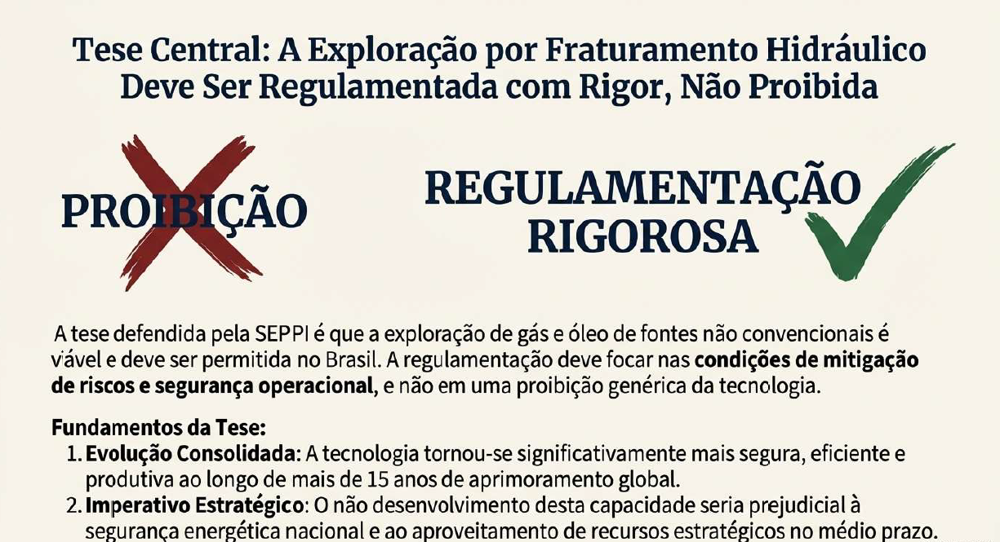 Tese Central: A Exploração por Fraturamento Hidráulico
Deve Ser Regulamentada com Rigor, Não Proibida
PROIBIÇÃO
REGULAMENTAÇÃO
RIGOROSA
A tese defendida pela SEPPI é que a exploração de gás e óleo de fontes não convencionais é
viável e deve ser permitida no Brasil. A regulamentação deve focar nas condições de mitigação
de riscos e segurança operacional, e não em uma proibição genérica da tecnologia.
Fundamentos da Tese:
1. Evolução Consolidada: A tecnologia tornou-se significativamente mais segura, eficiente e
produtiva ao longo de mais de 15 anos de aprimoramento global.
2. Imperativo Estratégico: O não desenvolvimento desta capacidade seria prejudicial à
segurança energética nacional e ao aproveitamento de recursos estratégicos no médio prazo.